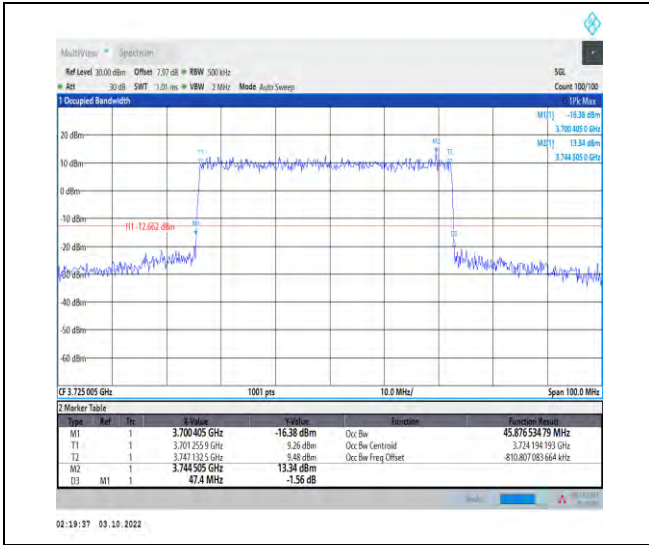 MultiView Spectrum
Ref Level 30.00 dBm Offset 7.97 dB RBW 500 kHz SGL
Att 30 dB SWT 1.01 ms VBW 2 MHz Mode Auto Sweep Count 100/100
1 Occupied Bandwidth 1Pk Max
M1[1] -16.38 dBm
3.700 405 0 GHz
M2[1] 13.34 dBm
3.744 505 0 GHz
20 dBm
M2
T1 T2
10 dBm
0 dBm
-10 dBm
H1 -12.662 dBm M1
-20 dBm
D3
-30 dBm
-40 dBm
-50 dBm
-60 dBm
CF 3.725 005 GHz 1001 pts 10.0 MHz/ Span 100.0 MHz
2 Marker Table
Type Ref Trc X-Value Y-Value Function Function Result
M1 1 3.700 405 GHz -16.38 dBm Occ Bw 45.876 534 79 MHz
T1 1 3.701 255 9 GHz 9.26 dBm Occ Bw Centroid 3.724 194 193 GHz
T2 1 3.747 132 5 GHz 9.48 dBm Occ Bw Freq Offset -810.807 083 664 kHz
M2 1 3.744 505 GHz 13.34 dBm
D3 M1 1 47.4 MHz -1.56 dB
02:19:37 03.10.2022